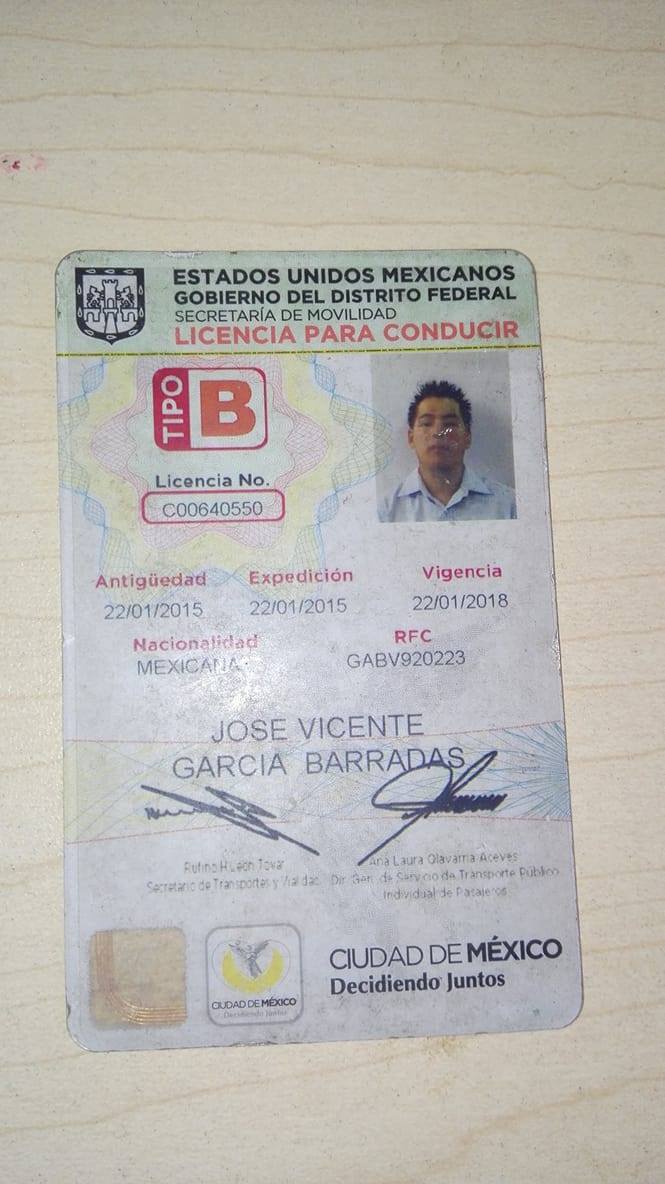 ESTADOS UNIDOS MEXICANOS
GOBIERNO DEL DISTRITO FEDERAL
SECRETARÍA DE MOVILIDAD
LICENCIA PARA CONDUCIR
TIPO B
Licencia No.
C00640550
Antigüedad Expedición Vigencia
22/01/2015 22/01/2015 22/01/2018
Nacionalidad RFC
MEXICANA GABV920223
JOSE VICENTE
GARCIA BARRADAS
Rufino H León Tovar Ana Laura Olavarria Aceves
Secretario de Transportes y Vialidad Dir. Gen. de Servicio de Transporte Público
Individual de Pasajeros
CIUDAD DE MÉXICO
Decidiendo Juntos
CIUDAD DE MÉXICO
Decidiendo Juntos